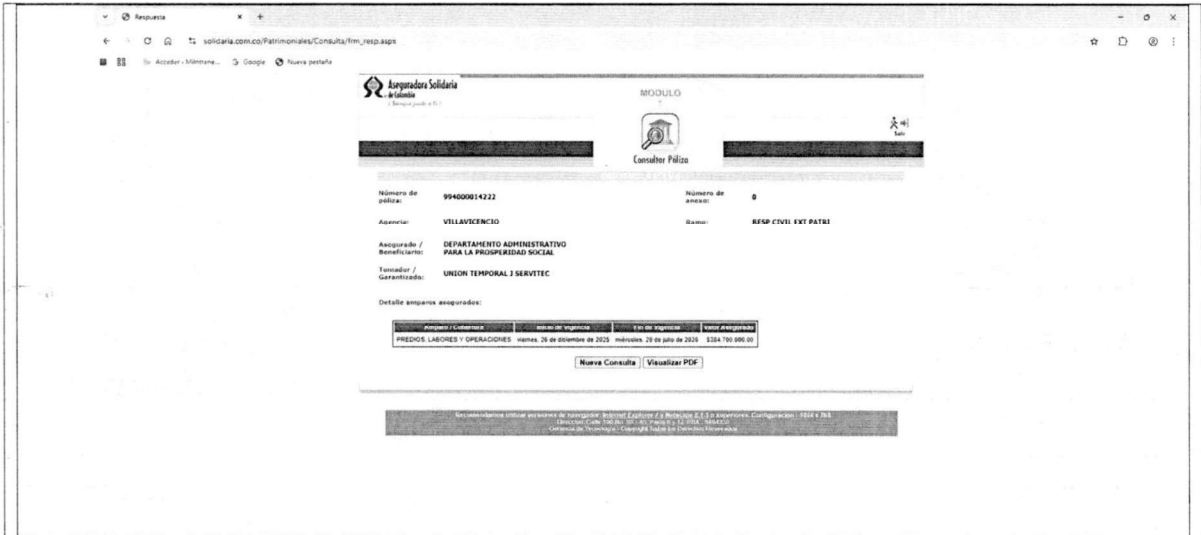 Respuesta
solidaria.com.co/Patrimoniales/Consulta/frm_resp.aspx
Google Nueva pestaña
Aseguradora Solidaria
de Colombia
MODULO
Salir
Consultar Póliza
Número de póliza: 994000014222 Número de anexo: 0
Agencia: VILLAVICENCIO Ramo: RESP CIVIL EXT PATRI
Asegurado / Beneficiario: DEPARTAMENTO ADMINISTRATIVO
PARA LA PROSPERIDAD SOCIAL
Tomador / Garantizado: UNION TEMPORAL J SERVITEC
Detalle amparos asegurados:
Amparo / Cobertura Inicio de Vigencia Fin de Vigencia Valor Asegurado
PREDIOS, LABORES Y OPERACIONES viernes, 26 de diciembre de 2025 miércoles, 29 de julio de 2026 $384.700.000.00
Nueva Consulta Visualizar PDF